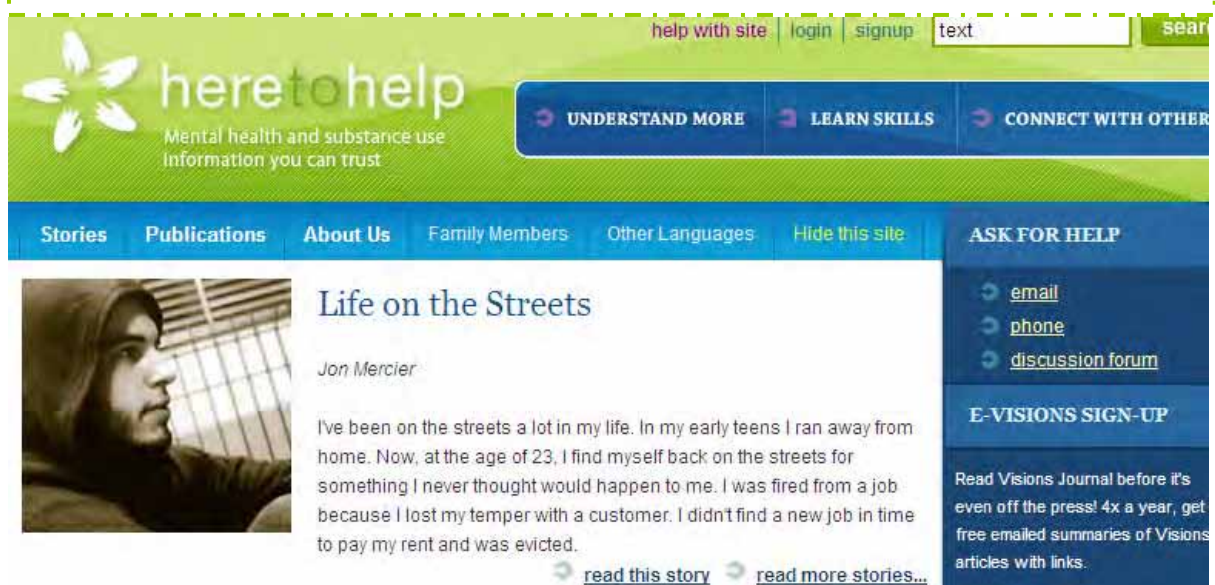 help with site
login
signup
text
sear
heretohelp
Mental health and substance use
Information you can trust
UNDERSTAND MORE
LEARN SKILLS
CONNECT WITH OTHER
Stories
Publications
About Us
Family Members
Other Languages
Hide this site
Life on the Streets
Jon Mercier
I've been on the streets a lot in my life. In my early teens I ran away from
home. Now, at the age of 23, I find myself back on the streets for
something I never thought would happen to me. I was fired from a job
because I lost my temper with a customer. I didn't find a new job in time
to pay my rent and was evicted.
read this story
read more stories...
ASK FOR HELP
email
phone
discussion forum
E-VISIONS SIGN-UP
Read Visions Journal before it's
even off the press! 4x a year, get
free emailed summaries of Visions
articles with links.